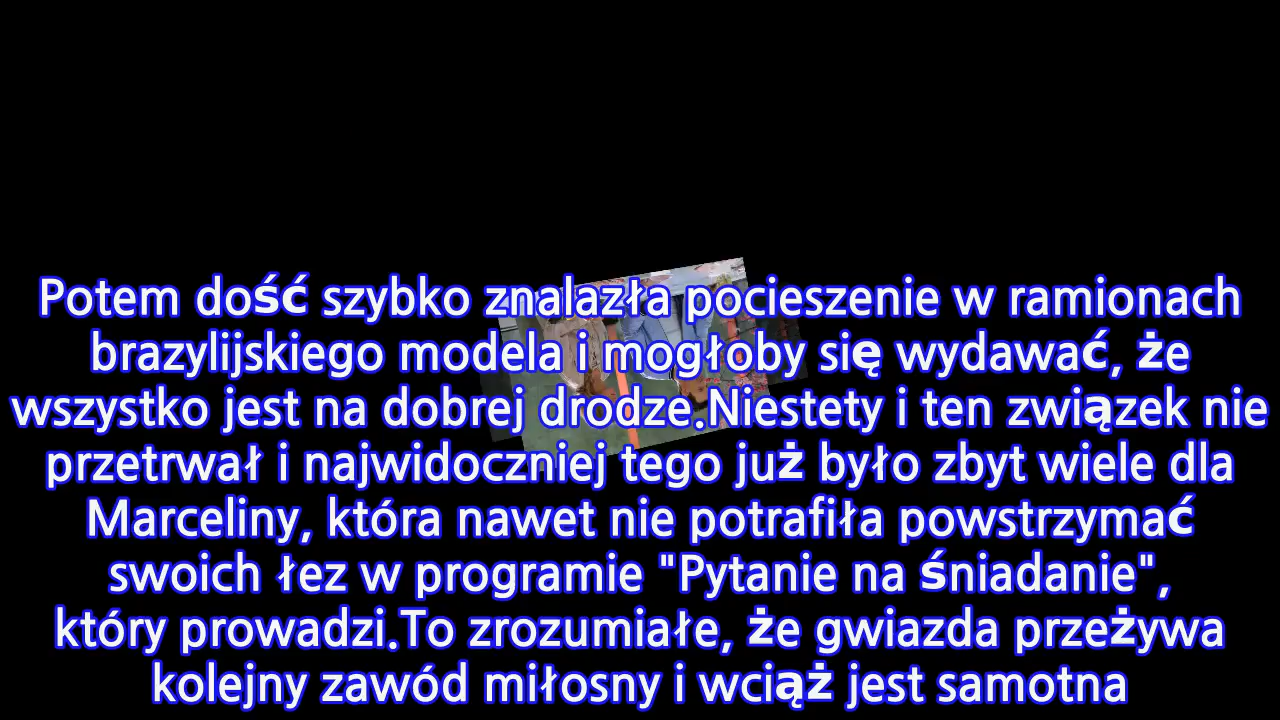 Potem dość szybko znalazła pocieszenie w ramionach
brazylijskiego modela i mogłoby się wydawać, że
wszystko jest na dobrej drodze.Niestety i ten związek nie
przetrwał i najwidoczniej tego już było zbyt wiele dla
Marceliny, która nawet nie potrafiła powstrzymać
swoich łez w programie "Pytanie na śniadanie",
który prowadzi.To zrozumiałe, że gwiazda przeżywa
kolejny zawód miłosny i wciąż jest samotna